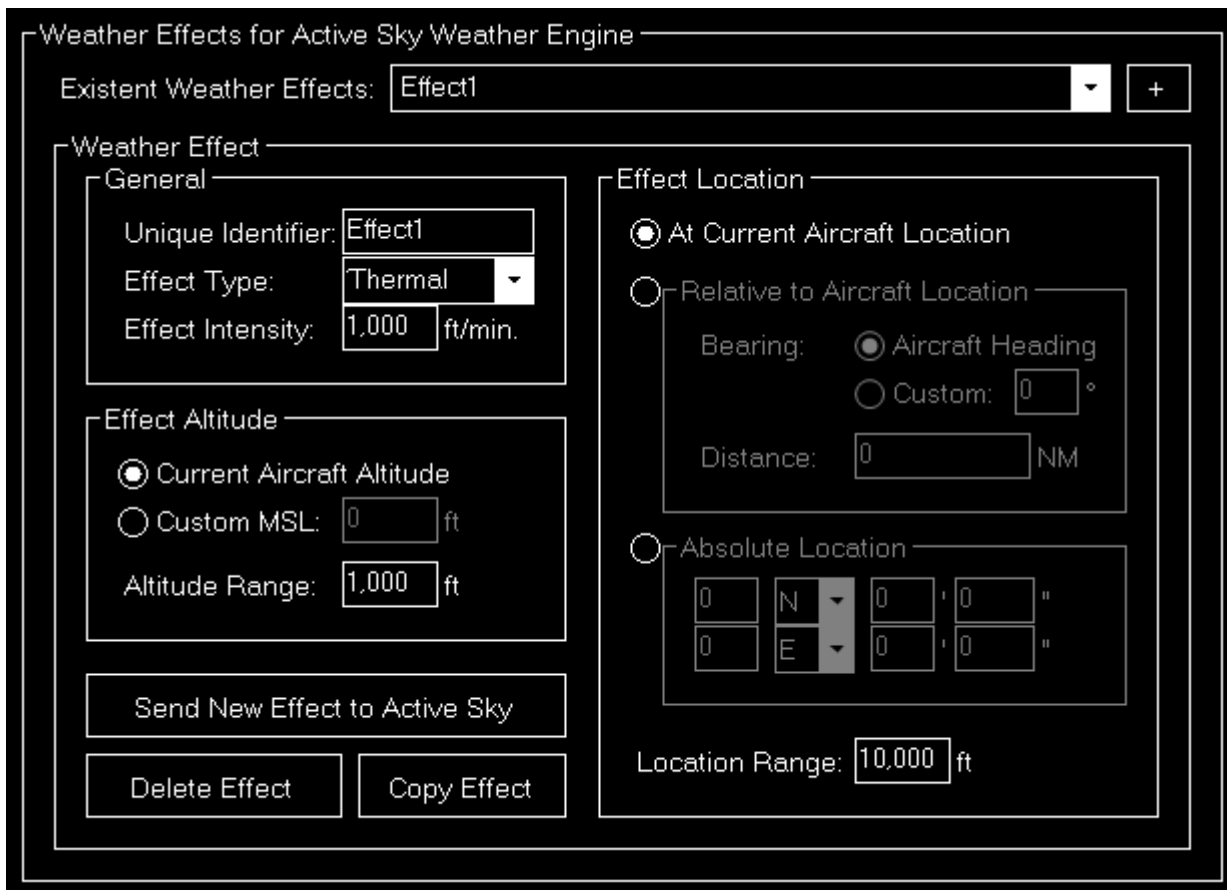 Weather Effects for Active Sky Weather Engine
Existent Weather Effects: Effect1 +
Weather Effect
General
Unique Identifier: Effect1
Effect Type: Thermal
Effect Intensity: 1,000 ft/min.
Effect Altitude
Current Aircraft Altitude
Custom MSL: 0 ft
Altitude Range: 1,000 ft
Send New Effect to Active Sky
Delete Effect Copy Effect
Effect Location
At Current Aircraft Location
Relative to Aircraft Location
Bearing: Aircraft Heading
Custom: 0 °
Distance: 0 NM
Absolute Location
0 N 0 ' 0 "
0 E 0 ' 0 "
Location Range: 10,000 ft